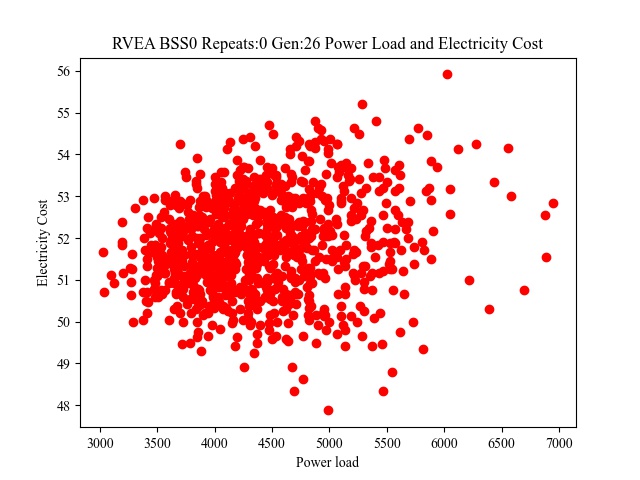 RVEA BSS0 Repeats:0 Gen:26 Power Load and Electricity Cost
56
55
54
53
52
51
50
49
48
Electricity Cost
3000 3500 4000 4500 5000 5500 6000 6500 7000
Power load